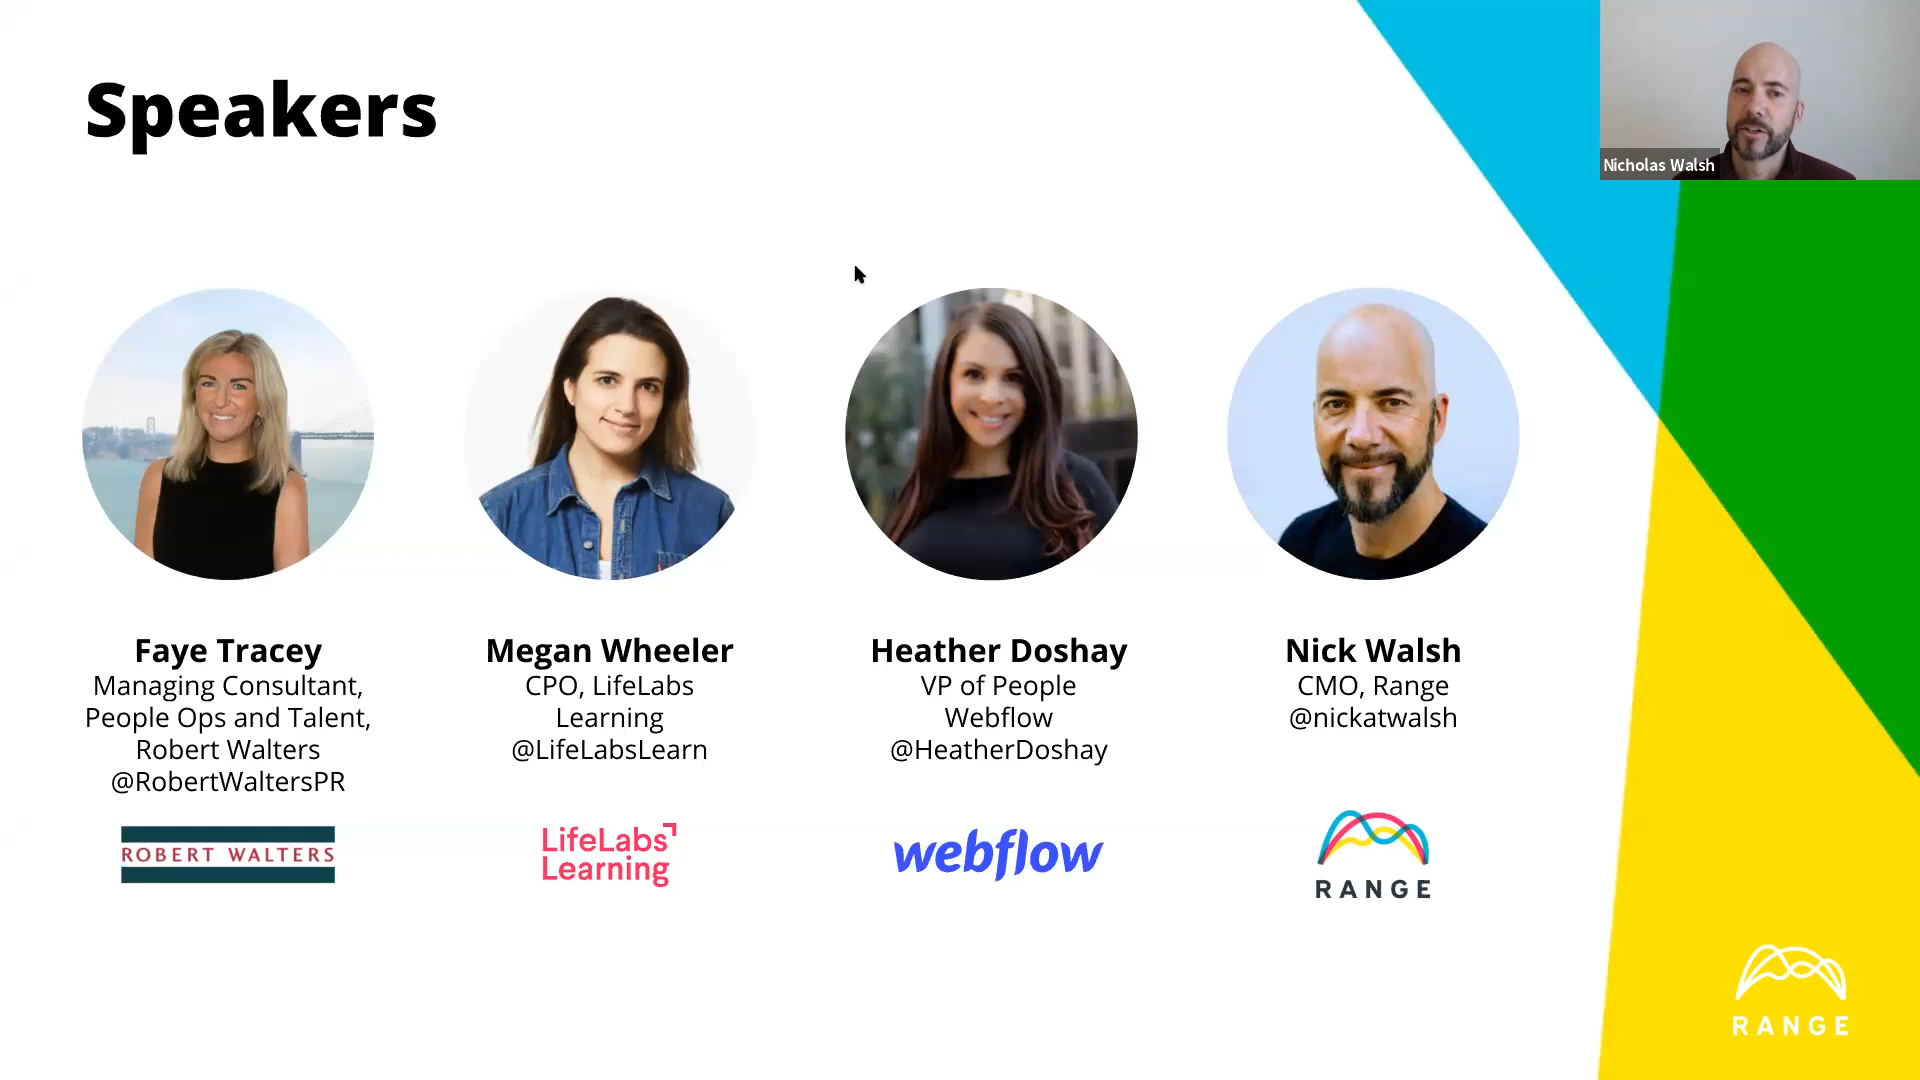 Speakers
Nicholas Walsh
Faye Tracey
Managing Consultant,
People Ops and Talent,
Robert Walters
@RobertWaltersPR
ROBERT WALTERS
Megan Wheeler
CPO, LifeLabs
Learning
@LifeLabsLearn
LifeLabs
Learning
Heather Doshay
VP of People
Webflow
@HeatherDoshay
webflow
Nick Walsh
CMO, Range
@nickatwalsh
RANGE
RANGE